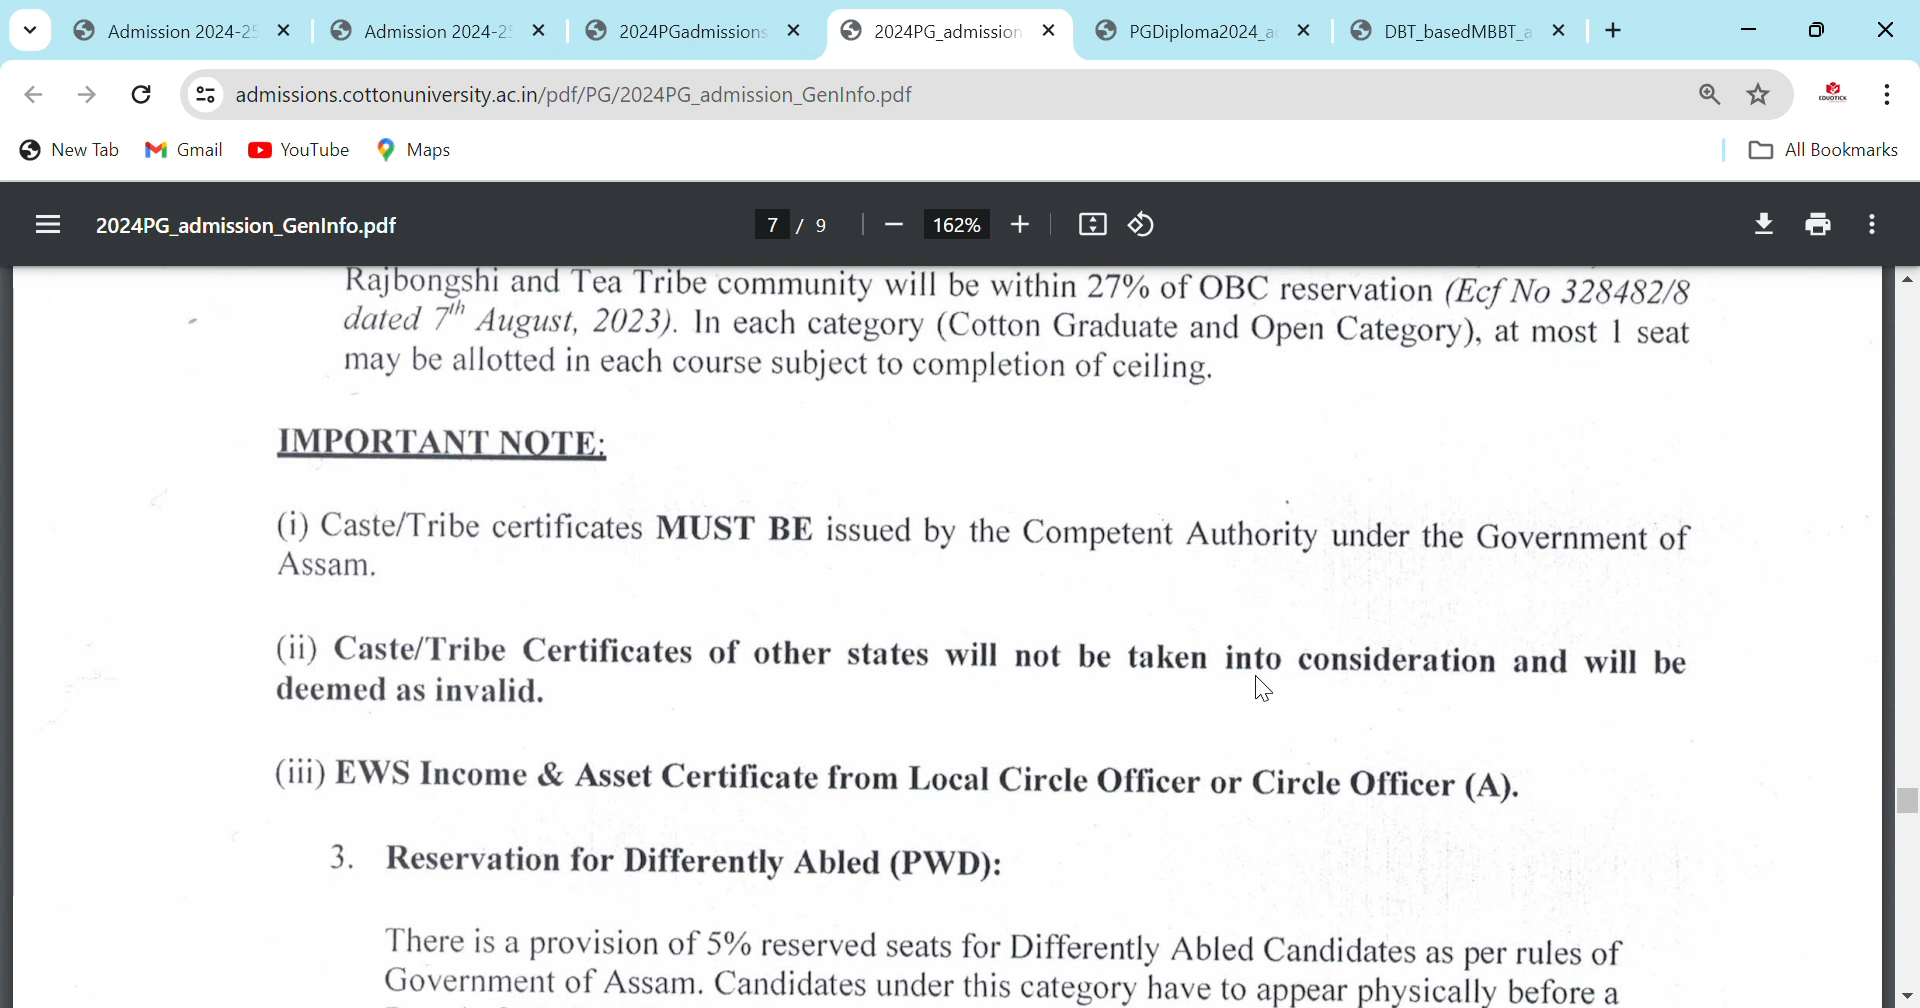 Admission 2024-25
Admission 2024-25
2024PGadmissions
2024PG_admission
PGDiploma2024_a
DBT_basedMBBT_a
admissions.cottonuniversity.ac.in/pdf/PG/2024PG_admission_GenInfo.pdf
EDUOTICK
New Tab
Gmail
YouTube
Maps
All Bookmarks
2024PG_admission_GenInfo.pdf
7 / 9
162%
Rajbongshi and Tea Tribe community will be within 27% of OBC reservation (Ecf No 328482/8
dated 7th August, 2023). In each category (Cotton Graduate and Open Category), at most 1 seat
may be allotted in each course subject to completion of ceiling.
IMPORTANT NOTE:
(i) Caste/Tribe certificates MUST BE issued by the Competent Authority under the Government of
Assam.
(ii) Caste/Tribe Certificates of other states will not be taken into consideration and will be
deemed as invalid.
(iii) EWS Income & Asset Certificate from Local Circle Officer or Circle Officer (A).
3. Reservation for Differently Abled (PWD):
There is a provision of 5% reserved seats for Differently Abled Candidates as per rules of
Government of Assam. Candidates under this category have to appear physically before a